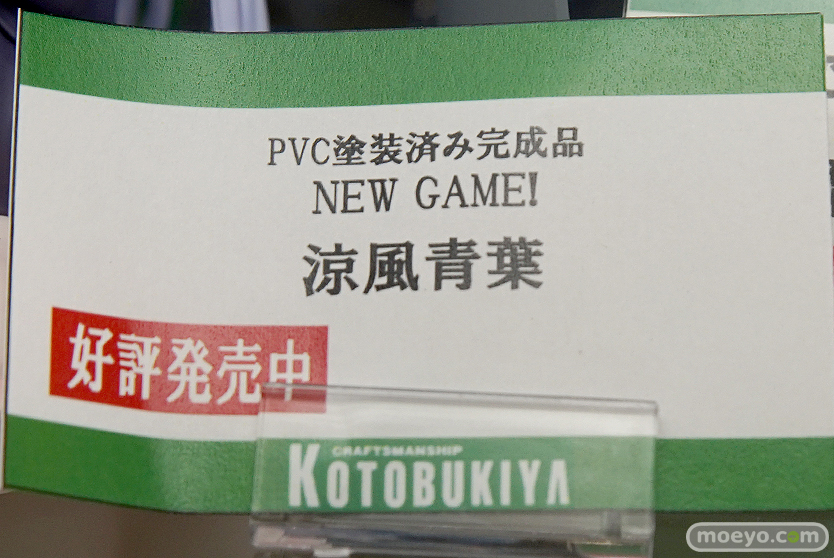 PVC塗装済み完成品
NEW GAME!
涼風青葉
好評発売中
CRAFTSMANSHIP
KOTOBUKIYA
moeyo.com